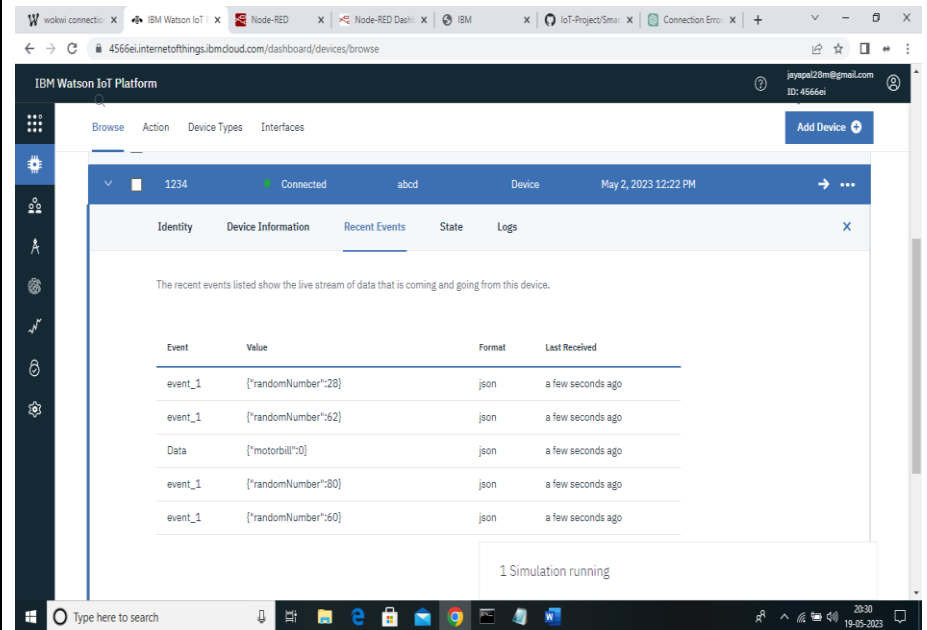 wokwi connectio
IBM Watson IoT P
Node-RED
Node-RED Dash
IBM
IoT-Project/Smar
Connection Error
4566ei.internetofthings.ibmcloud.com/dashboard/devices/browse
IBM Watson IoT Platform
jayapal28m@gmail.com
ID: 4566ei
Browse Action Device Types Interfaces
Add Device
1234 Connected abcd Device May 2, 2023 12:22 PM
Identity Device Information Recent Events State Logs
The recent events listed show the live stream of data that is coming and going from this device.
Event Value Format Last Received
event_1 {"randomNumber":28} json a few seconds ago
event_1 {"randomNumber":62} json a few seconds ago
Data {"motorbill":0} json a few seconds ago
event_1 {"randomNumber":80} json a few seconds ago
event_1 {"randomNumber":60} json a few seconds ago
1 Simulation running
Type here to search
20:30
19-05-2023